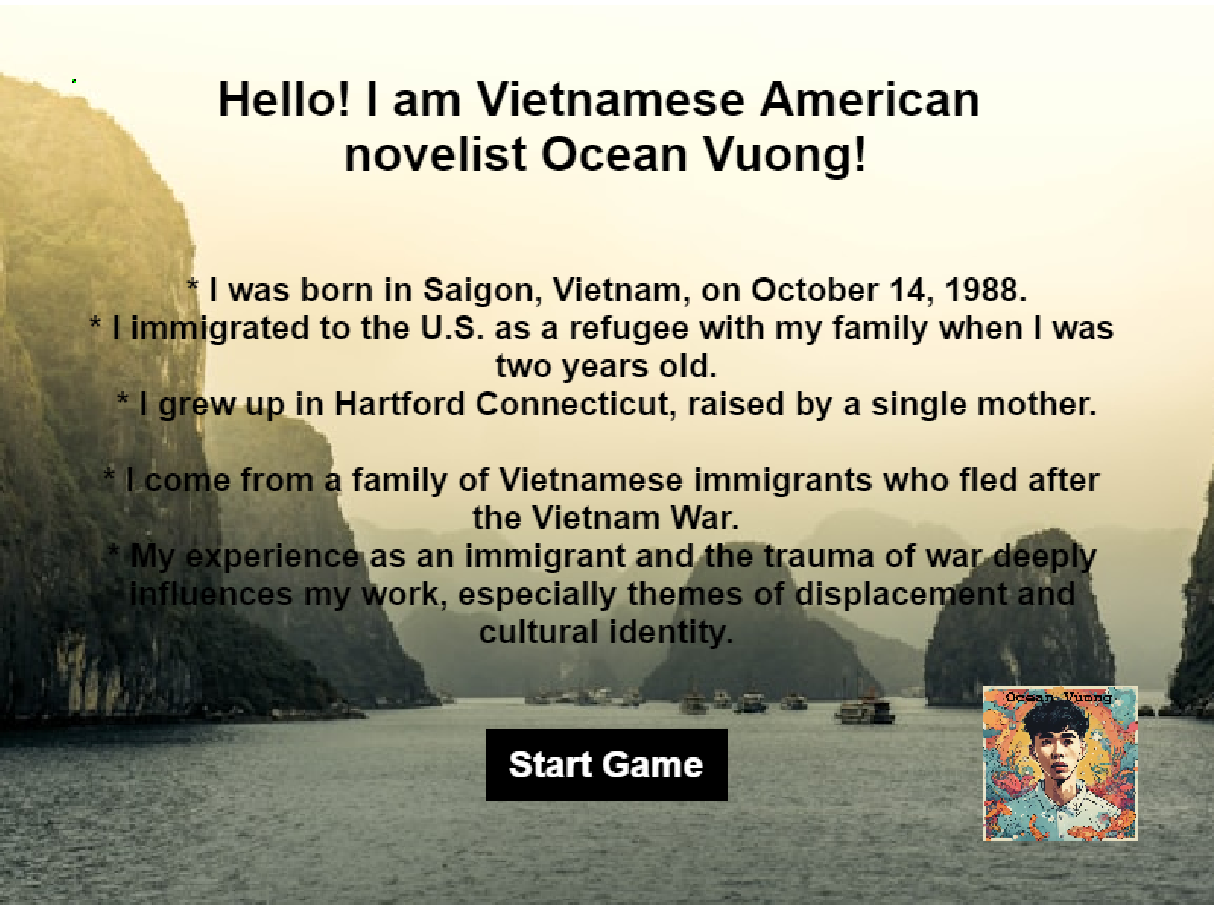 Hello! I am Vietnamese American
novelist Ocean Vuong!
* I was born in Saigon, Vietnam, on October 14, 1988.
* I immigrated to the U.S. as a refugee with my family when I was
two years old.
* I grew up in Hartford Connecticut, raised by a single mother.
* I come from a family of Vietnamese immigrants who fled after
the Vietnam War.
* My experience as an immigrant and the trauma of war deeply
influences my work, especially themes of displacement and
cultural identity.
Ocean Vuong
Start Game